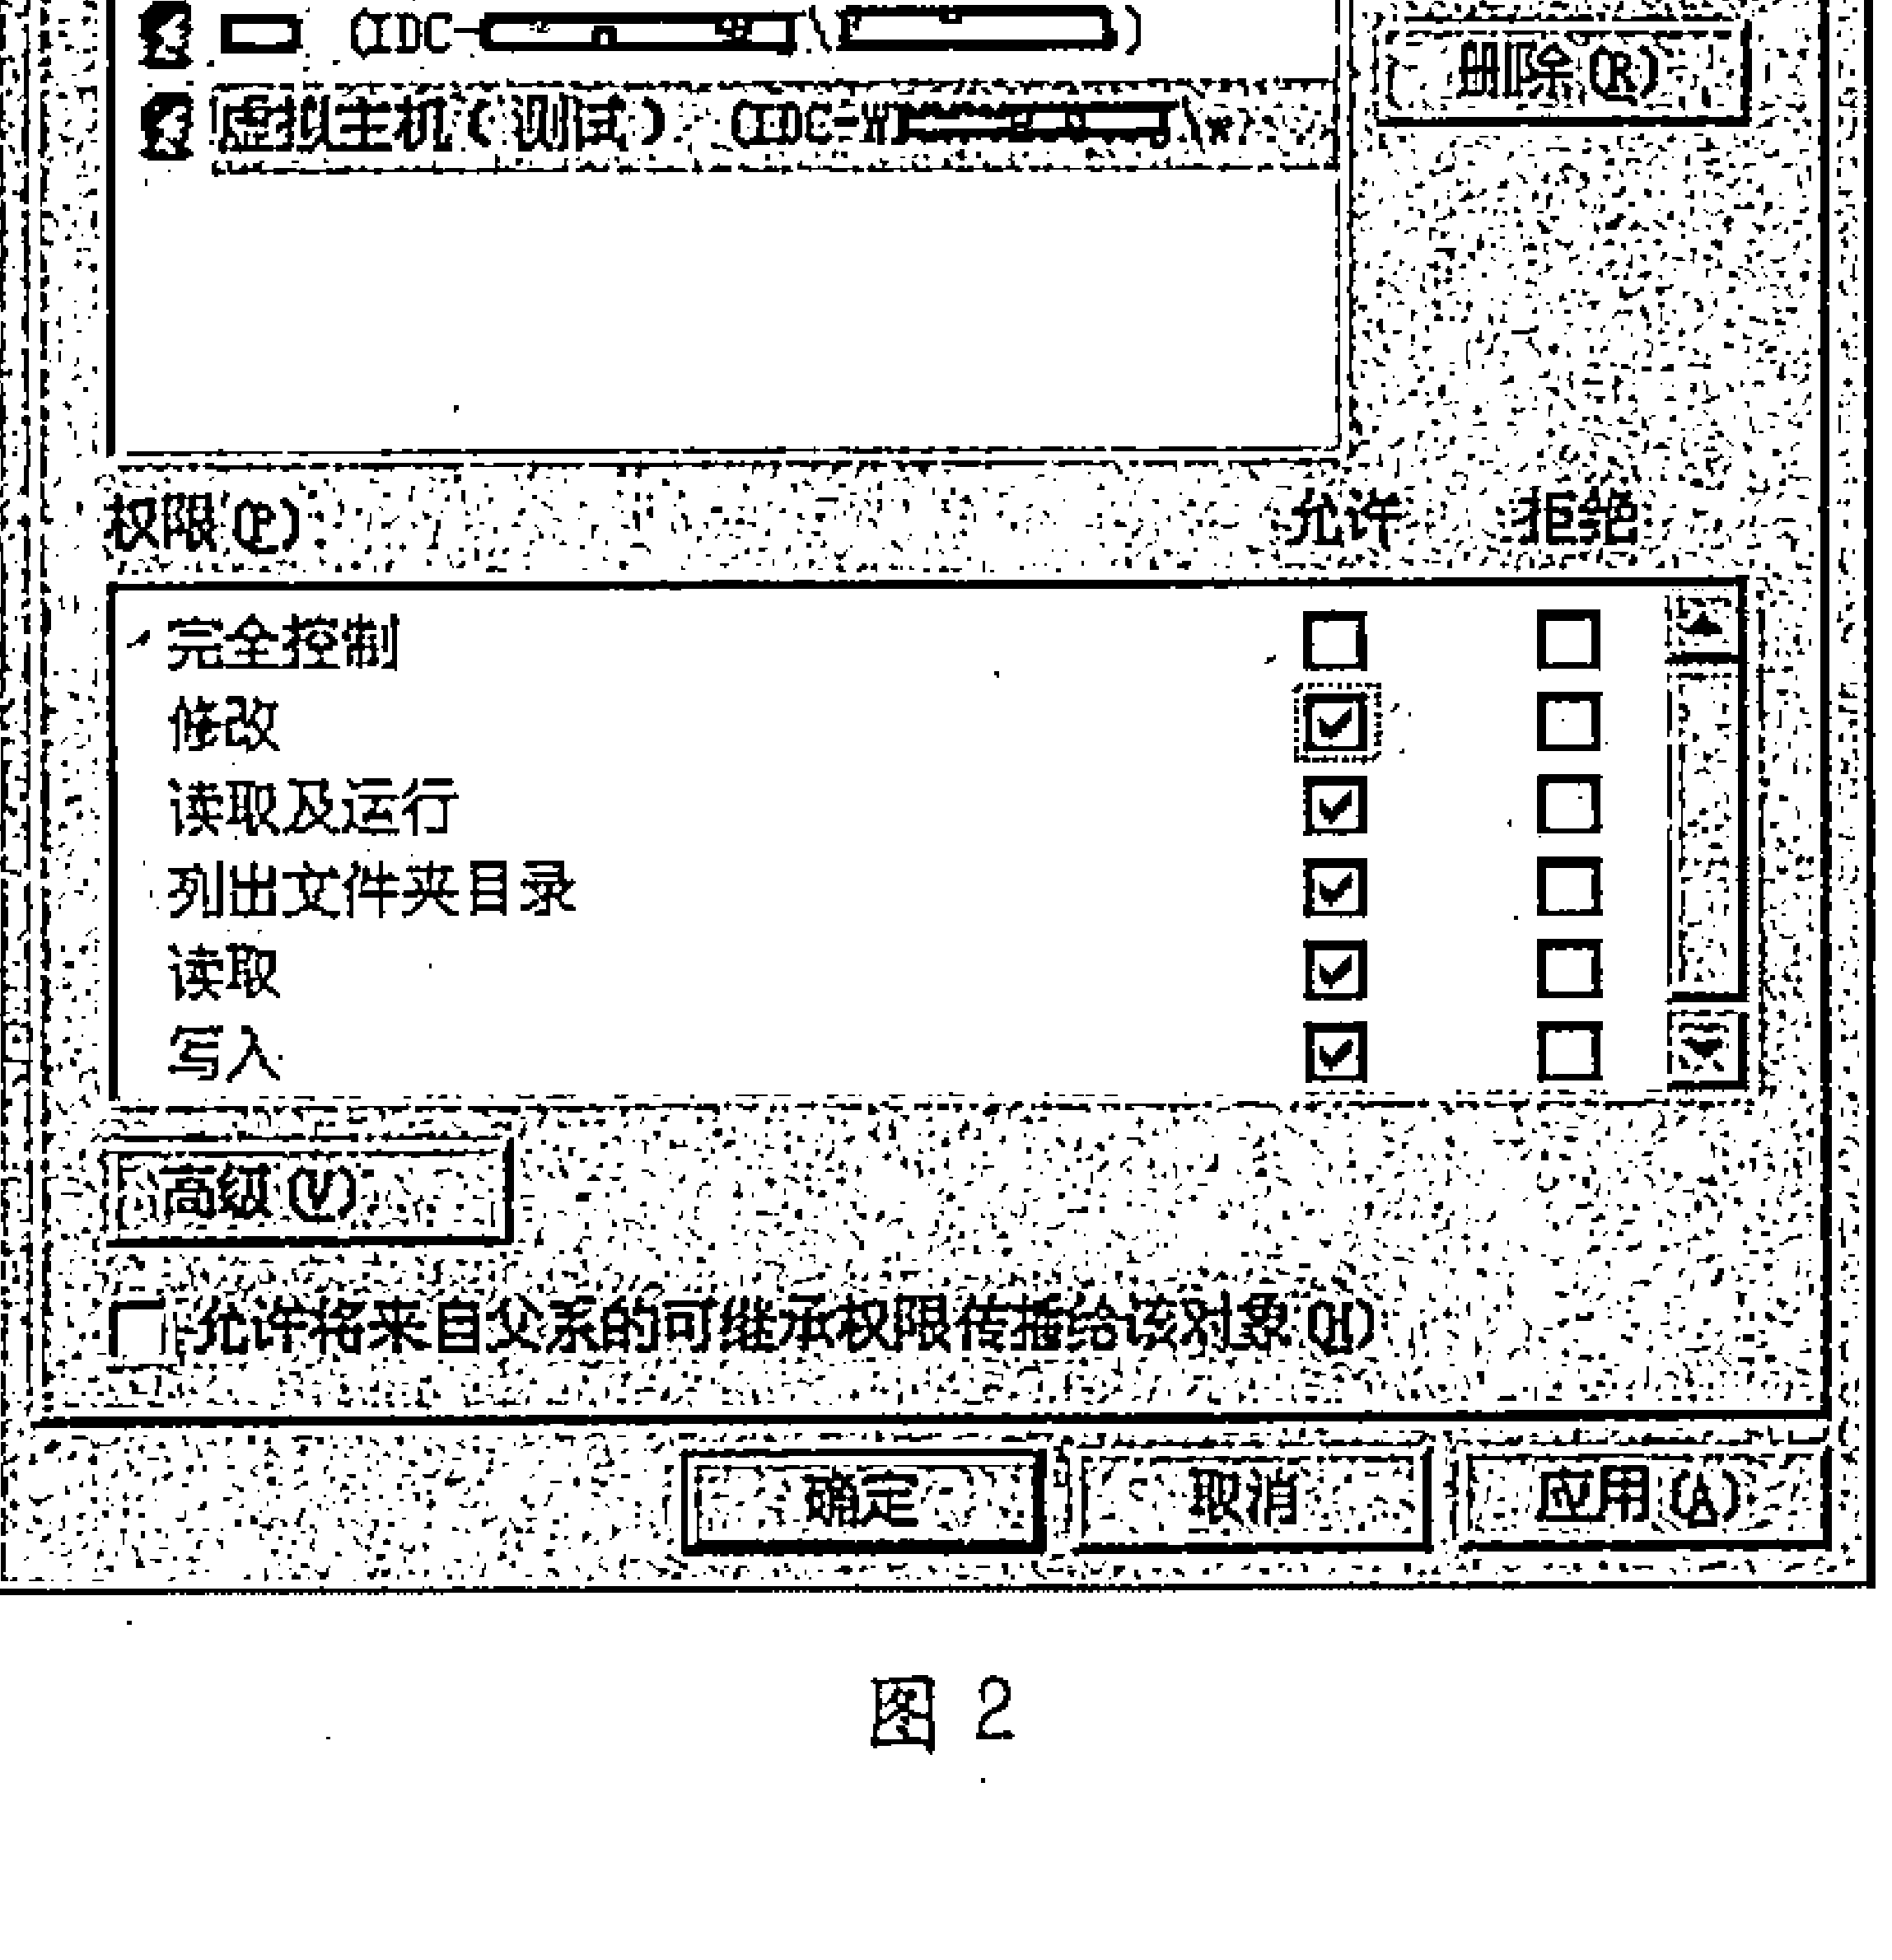 (IDC- \ )
删除(R)
虚拟主机(测试) (IDC-W \w
权限(P): 允许 拒绝
完全控制
修改
读取及运行
列出文件夹目录
读取
写入
高级(V)
允许将来自父系的可继承权限传播给该对象(H)
确定 取消 应用(A)
图 2